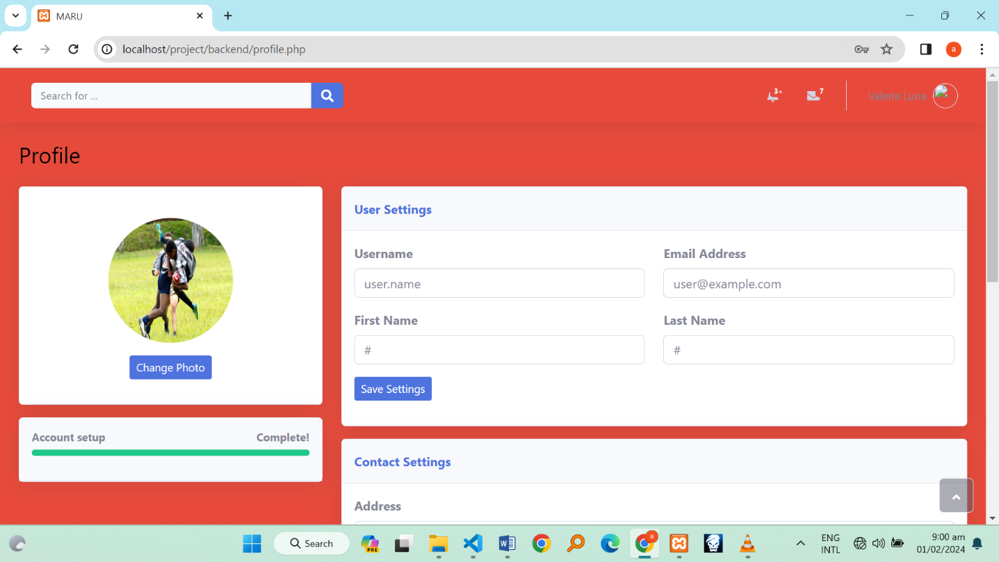 MARU
localhost/project/backend/profile.php
a
Search for ...
3+
7
Valerie Luna
Profile
Change Photo
Account setup
Complete!
User Settings
Username
Email Address
user.name
user@example.com
First Name
Last Name
#
#
Save Settings
Contact Settings
Address
Search
PRE
a
ENG
INTL
9:00 am
01/02/2024